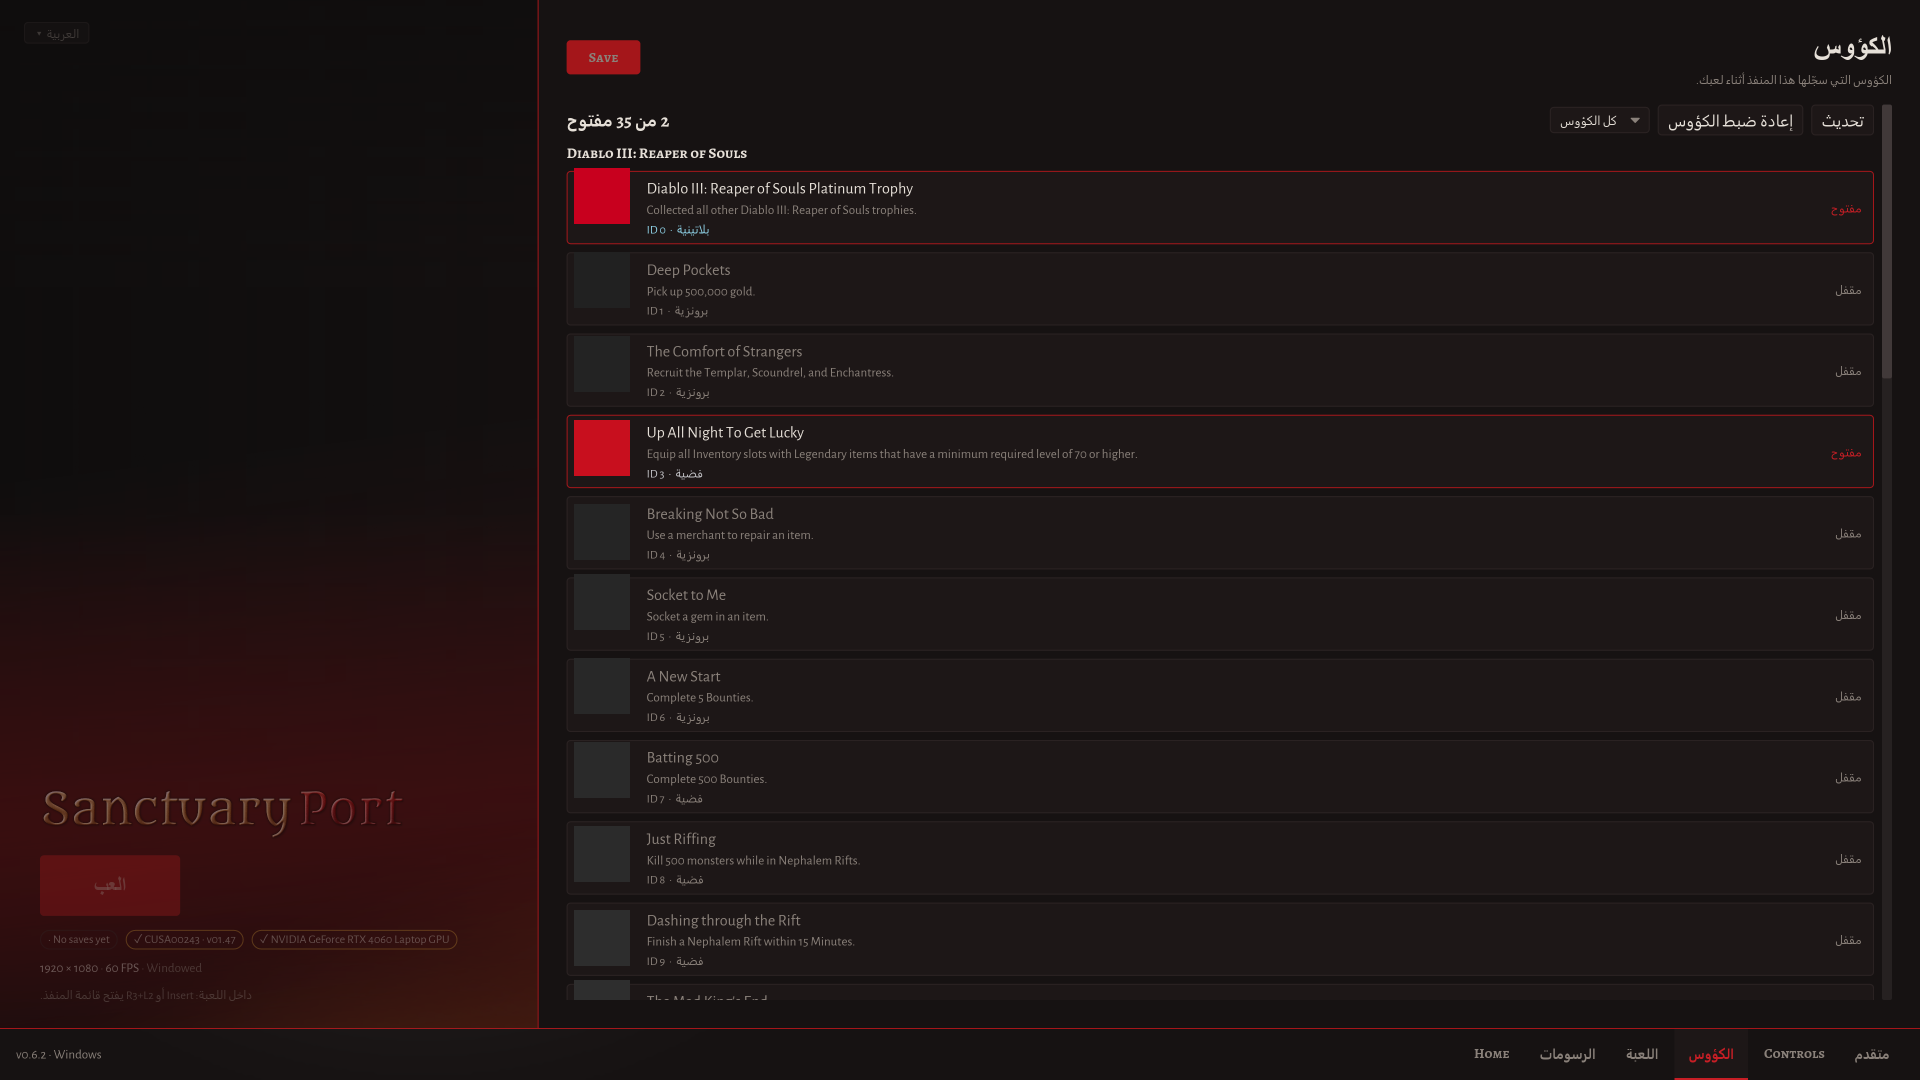 العربية
Save
الكؤوس
الكؤوس التي سجّلها هذا المنفذ أثناء لعبك.
2 من 35 مفتوح
كل الكؤوس
إعادة ضبط الكؤوس
تحديث
Diablo III: Reaper of Souls
Diablo III: Reaper of Souls Platinum Trophy
Collected all other Diablo III: Reaper of Souls trophies.
ID 0 · بلاتينية
مفتوح
Deep Pockets
Pick up 500,000 gold.
ID 1 · برونزية
مقفل
The Comfort of Strangers
Recruit the Templar, Scoundrel, and Enchantress.
ID 2 · برونزية
مقفل
Up All Night To Get Lucky
Equip all Inventory slots with Legendary items that have a minimum required level of 70 or higher.
ID 3 · فضية
مفتوح
Breaking Not So Bad
Use a merchant to repair an item.
ID 4 · برونزية
مقفل
Socket to Me
Socket a gem in an item.
ID 5 · برونزية
مقفل
A New Start
Complete 5 Bounties.
ID 6 · برونزية
مقفل
Batting 500
Complete 500 Bounties.
ID 7 · فضية
مقفل
Just Riffing
Kill 500 monsters while in Nephalem Rifts.
ID 8 · فضية
مقفل
Dashing through the Rift
Finish a Nephalem Rift within 15 Minutes.
ID 9 · فضية
مقفل
The Mad King's End
Sanctuary Port
العب
· No saves yet
✓ CUSA00243 · v01.47
✓ NVIDIA GeForce RTX 4060 Laptop GPU
1920 × 1080 · 60 FPS · Windowed
داخل اللعبة: Insert أو R3+L2 يفتح قائمة المنفذ.
v0.6.2 · Windows
Home
الرسومات
اللعبة
الكؤوس
Controls
متقدم